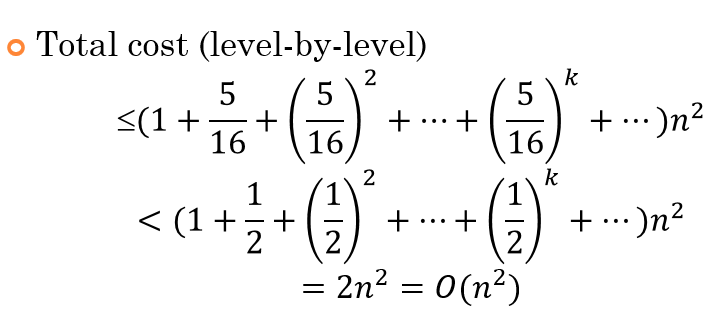 Total cost (level-by-level)
≤(1 + 5/16 + (5/16)^2 + ⋯ + (5/16)^k + ⋯ )n^2
< (1 + 1/2 + (1/2)^2 + ⋯ + (1/2)^k + ⋯ )n^2
= 2n^2 = O(n^2)